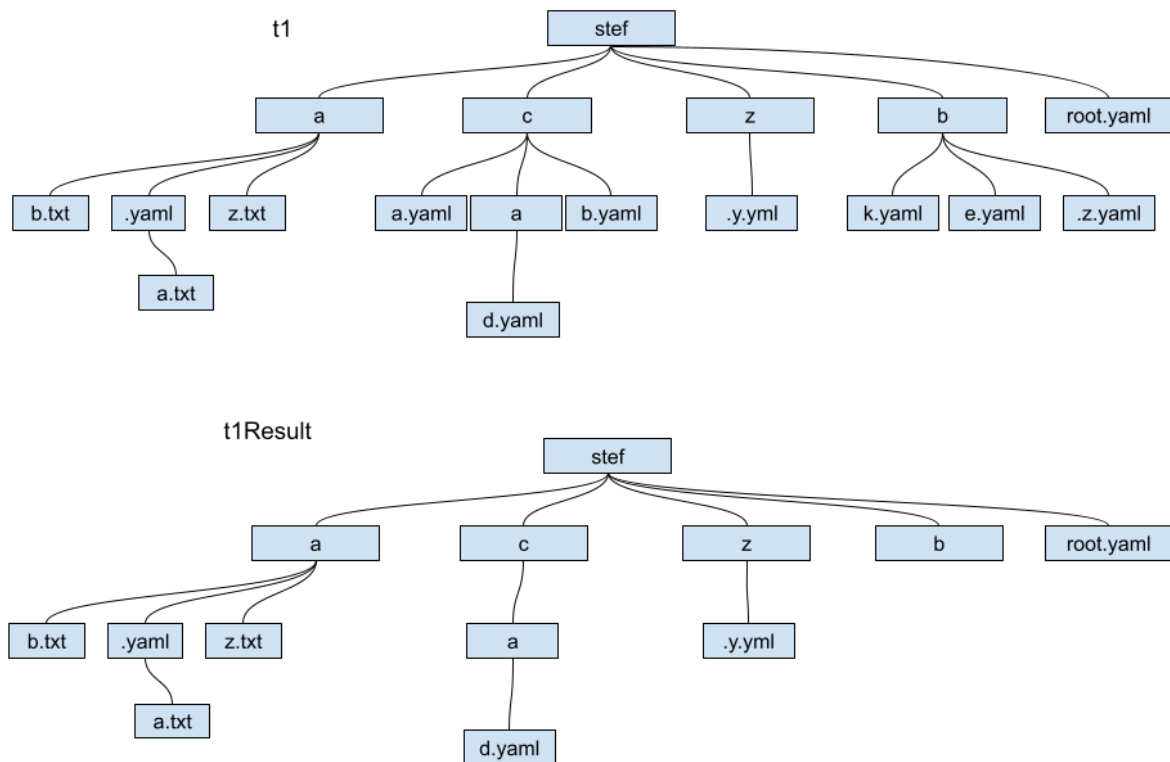 t1
stef
a
c
z
b
root.yaml
b.txt
.yaml
z.txt
a.yaml
a
b.yaml
.y.yml
k.yaml
e.yaml
.z.yaml
a.txt
d.yaml
t1Result
stef
a
c
z
b
root.yaml
b.txt
.yaml
z.txt
a
.y.yml
a.txt
d.yaml